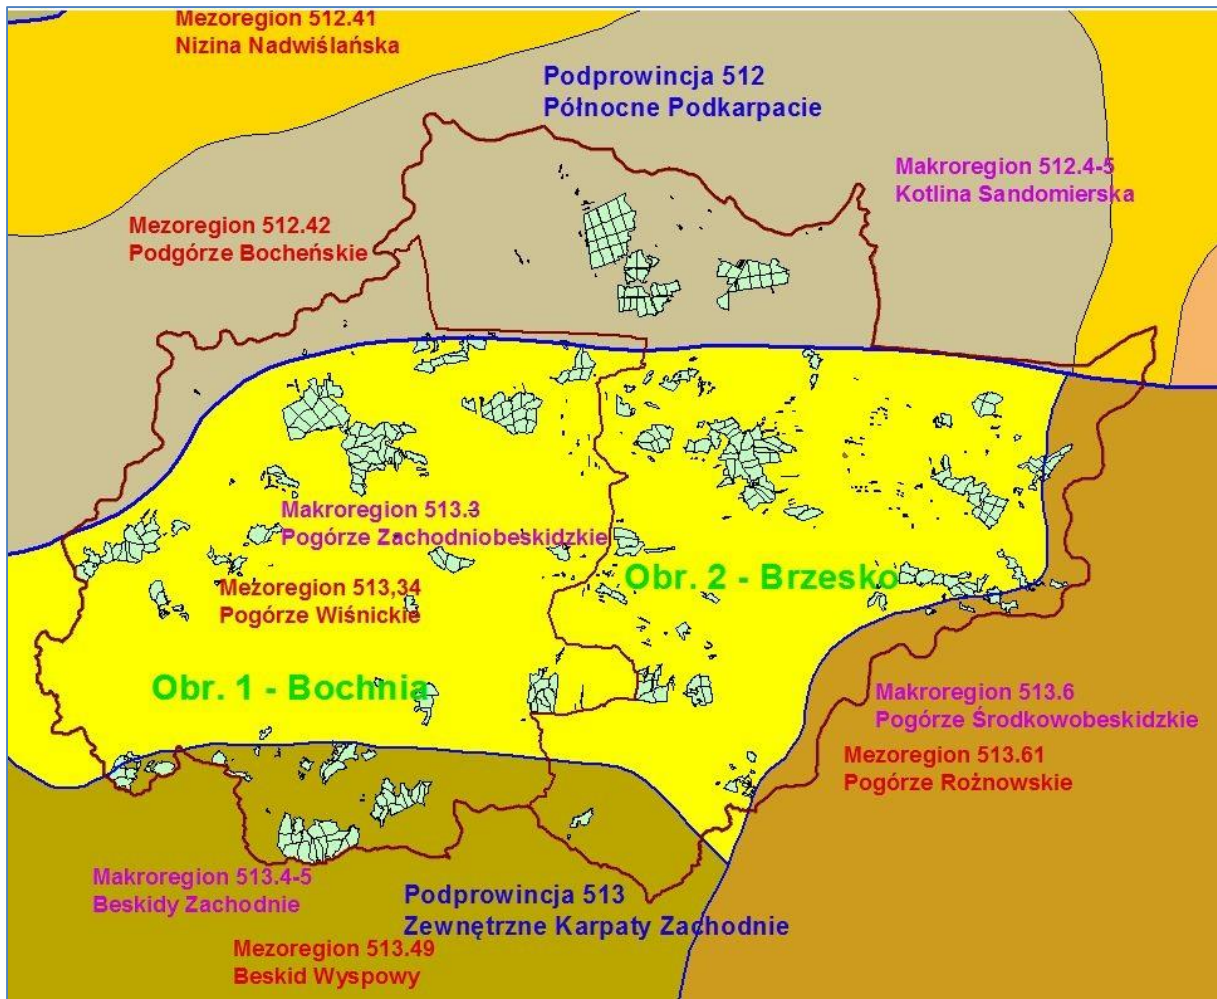 Mezoregion 512.41
Nizina Nadwiślańska
Podprowincja 512
Północne Podkarpacie
Makroregion 512.4-5
Kotlina Sandomierska
Mezoregion 512.42
Podgórze Bocheńskie
Makroregion 513.3
Pogórze Zachodniobeskidzkie
Mezoregion 513,34
Pogórze Wiśnickie
Obr. 2 - Brzesko
Obr. 1 - Bochnia
Makroregion 513.6
Pogórze Środkowobeskidzkie
Mezoregion 513.61
Pogórze Rożnowskie
Makroregion 513.4-5
Beskidy Zachodnie
Podprowincja 513
Zewnętrzne Karpaty Zachodnie
Mezoregion 513.49
Beskid Wyspowy